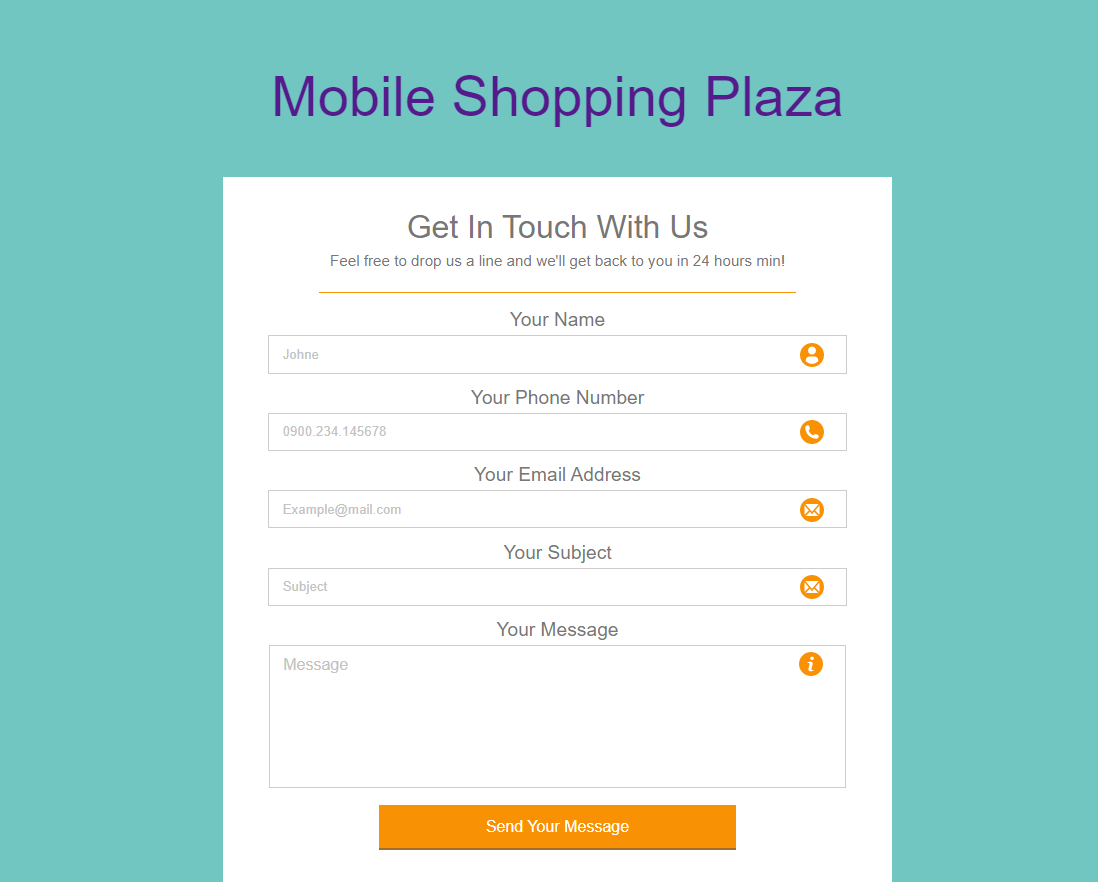 Mobile Shopping Plaza
Get In Touch With Us
Feel free to drop us a line and we'll get back to you in 24 hours min!
Your Name
Johne
Your Phone Number
0900.234.145678
Your Email Address
Example@mail.com
Your Subject
Subject
Your Message
Message
Send Your Message